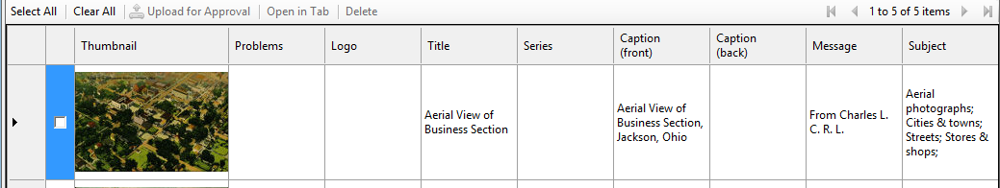 Select All Clear All Upload for Approval Open in Tab Delete 1 to 5 of 5 items
Thumbnail Problems Logo Title Series Caption (front) Caption (back) Message Subject
Aerial View of
Business Section
Aerial View of
Business Section,
Jackson, Ohio
From Charles L.
C. R. L.
Aerial
photographs;
Cities & towns;
Streets; Stores &
shops;